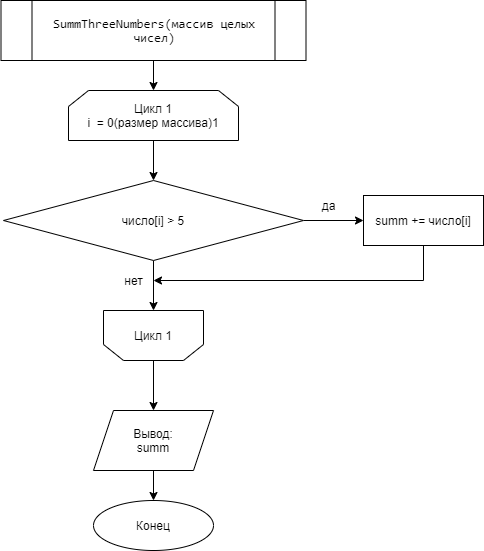 SummThreeNumbers(массив целых
чисел)
Цикл 1
i = 0(размер массива)1
число[i] > 5
да
summ += число[i]
нет
Цикл 1
Вывод:
summ
Конец